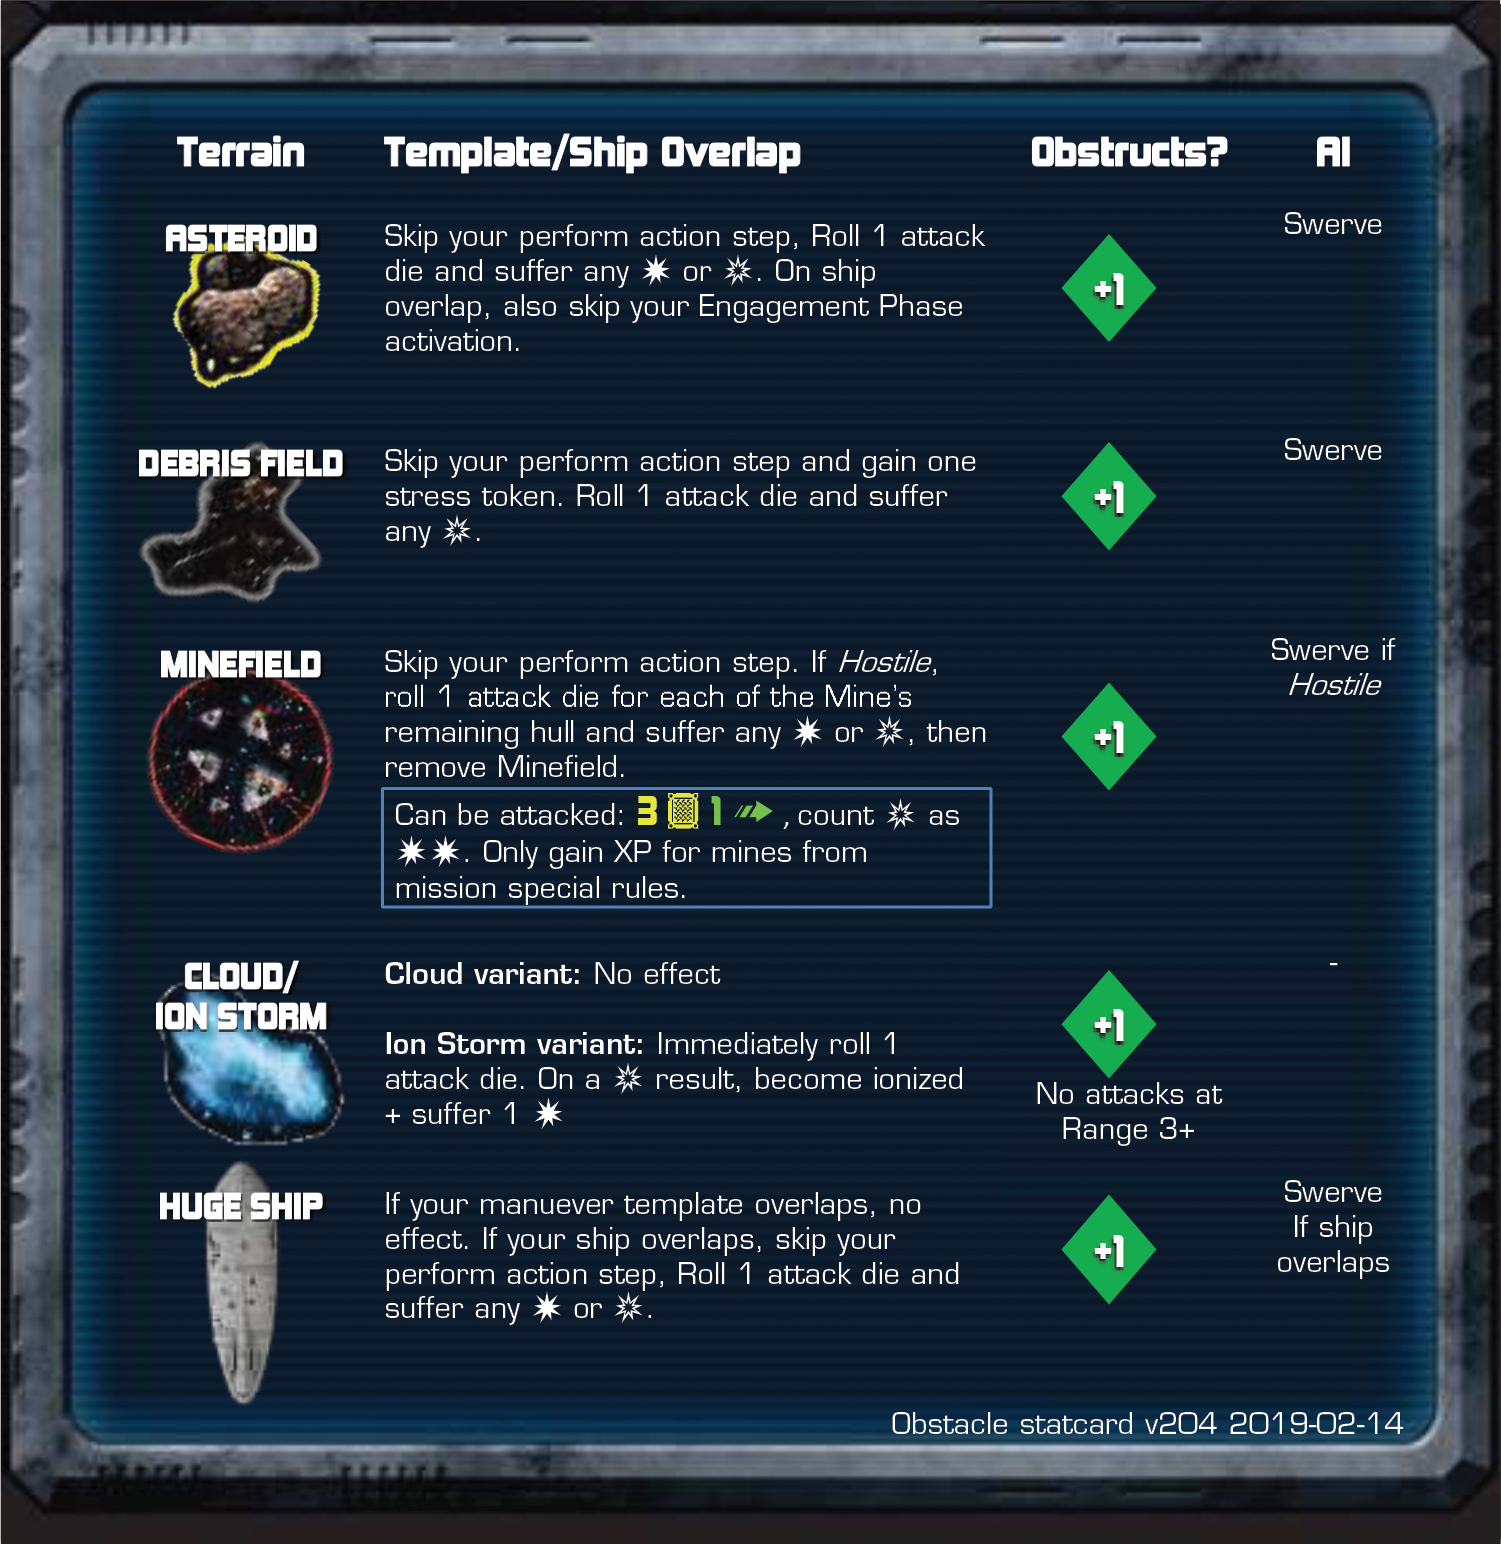 Terrain Template/Ship Overlap Obstructs? AI
ASTEROID
Skip your perform action step, Roll 1 attack
die and suffer any or . On ship
overlap, also skip your Engagement Phase
activation.
+1
Swerve
DEBRIS FIELD
Skip your perform action step and gain one
stress token. Roll 1 attack die and suffer
any .
+1
Swerve
MINEFIELD
Skip your perform action step. If Hostile,
roll 1 attack die for each of the Mine's
remaining hull and suffer any or , then
remove Minefield.
Can be attacked: 3 1 , count as
. Only gain XP for mines from
mission special rules.
+1
Swerve if
Hostile
CLOUD/
ION STORM
Cloud variant: No effect
Ion Storm variant: Immediately roll 1
attack die. On a result, become ionized
+ suffer 1
+1
No attacks at
Range 3+
-
HUGE SHIP
If your manuever template overlaps, no
effect. If your ship overlaps, skip your
perform action step, Roll 1 attack die and
suffer any or .
+1
Swerve
If ship
overlaps
Obstacle statcard v204 2019-02-14